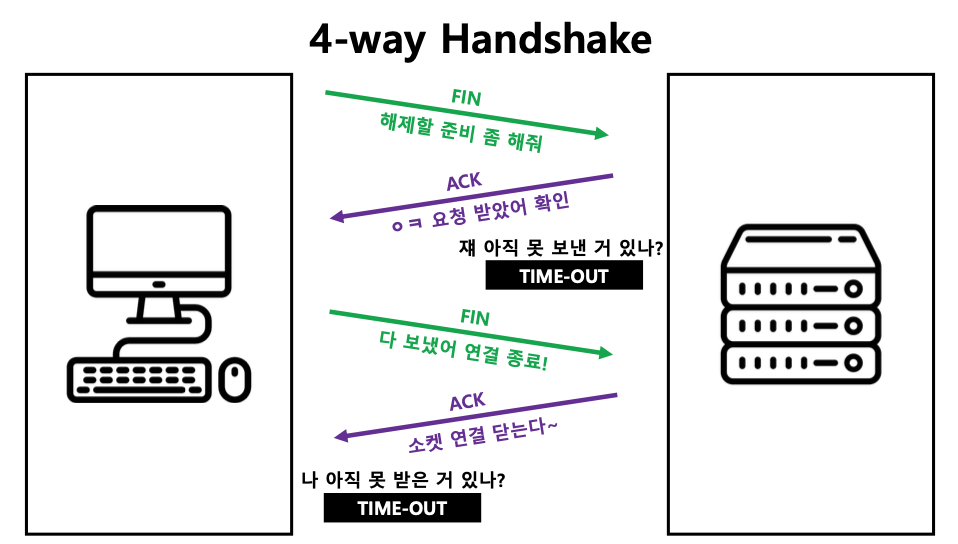 4-way Handshake
FIN
해제할 준비 좀 해줘
ACK
ㅇㅋ 요청 받았어 확인
쟤 아직 못 보낸 거 있나?
TIME-OUT
FIN
다 보냈어 연결 종료!
ACK
소켓 연결 닫는다~
나 아직 못 받은 거 있나?
TIME-OUT